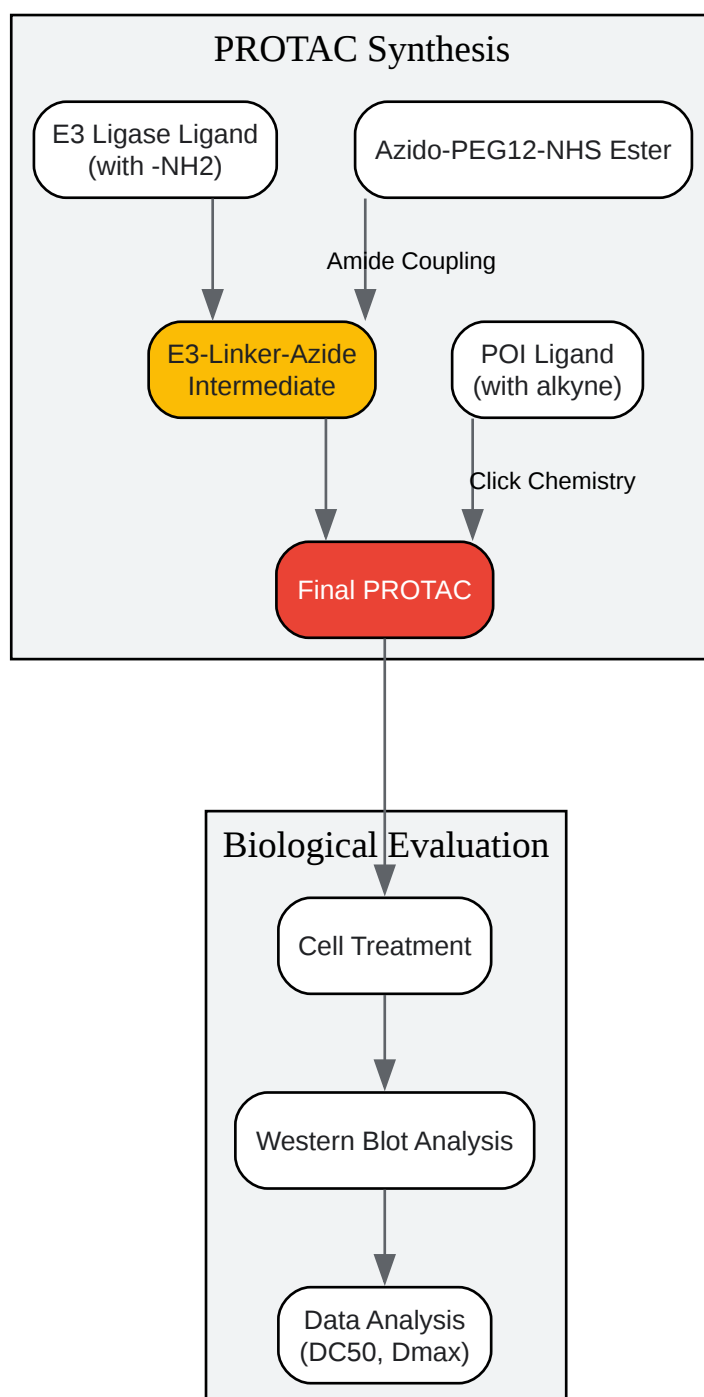 PROTAC Synthesis
E3 Ligase Ligand
(with -NH2)
Azido-PEG12-NHS Ester
Amide Coupling
E3-Linker-Azide
Intermediate
POI Ligand
(with alkyne)
Click Chemistry
Final PROTAC
Biological Evaluation
Cell Treatment
Western Blot Analysis
Data Analysis
(DC50, Dmax)